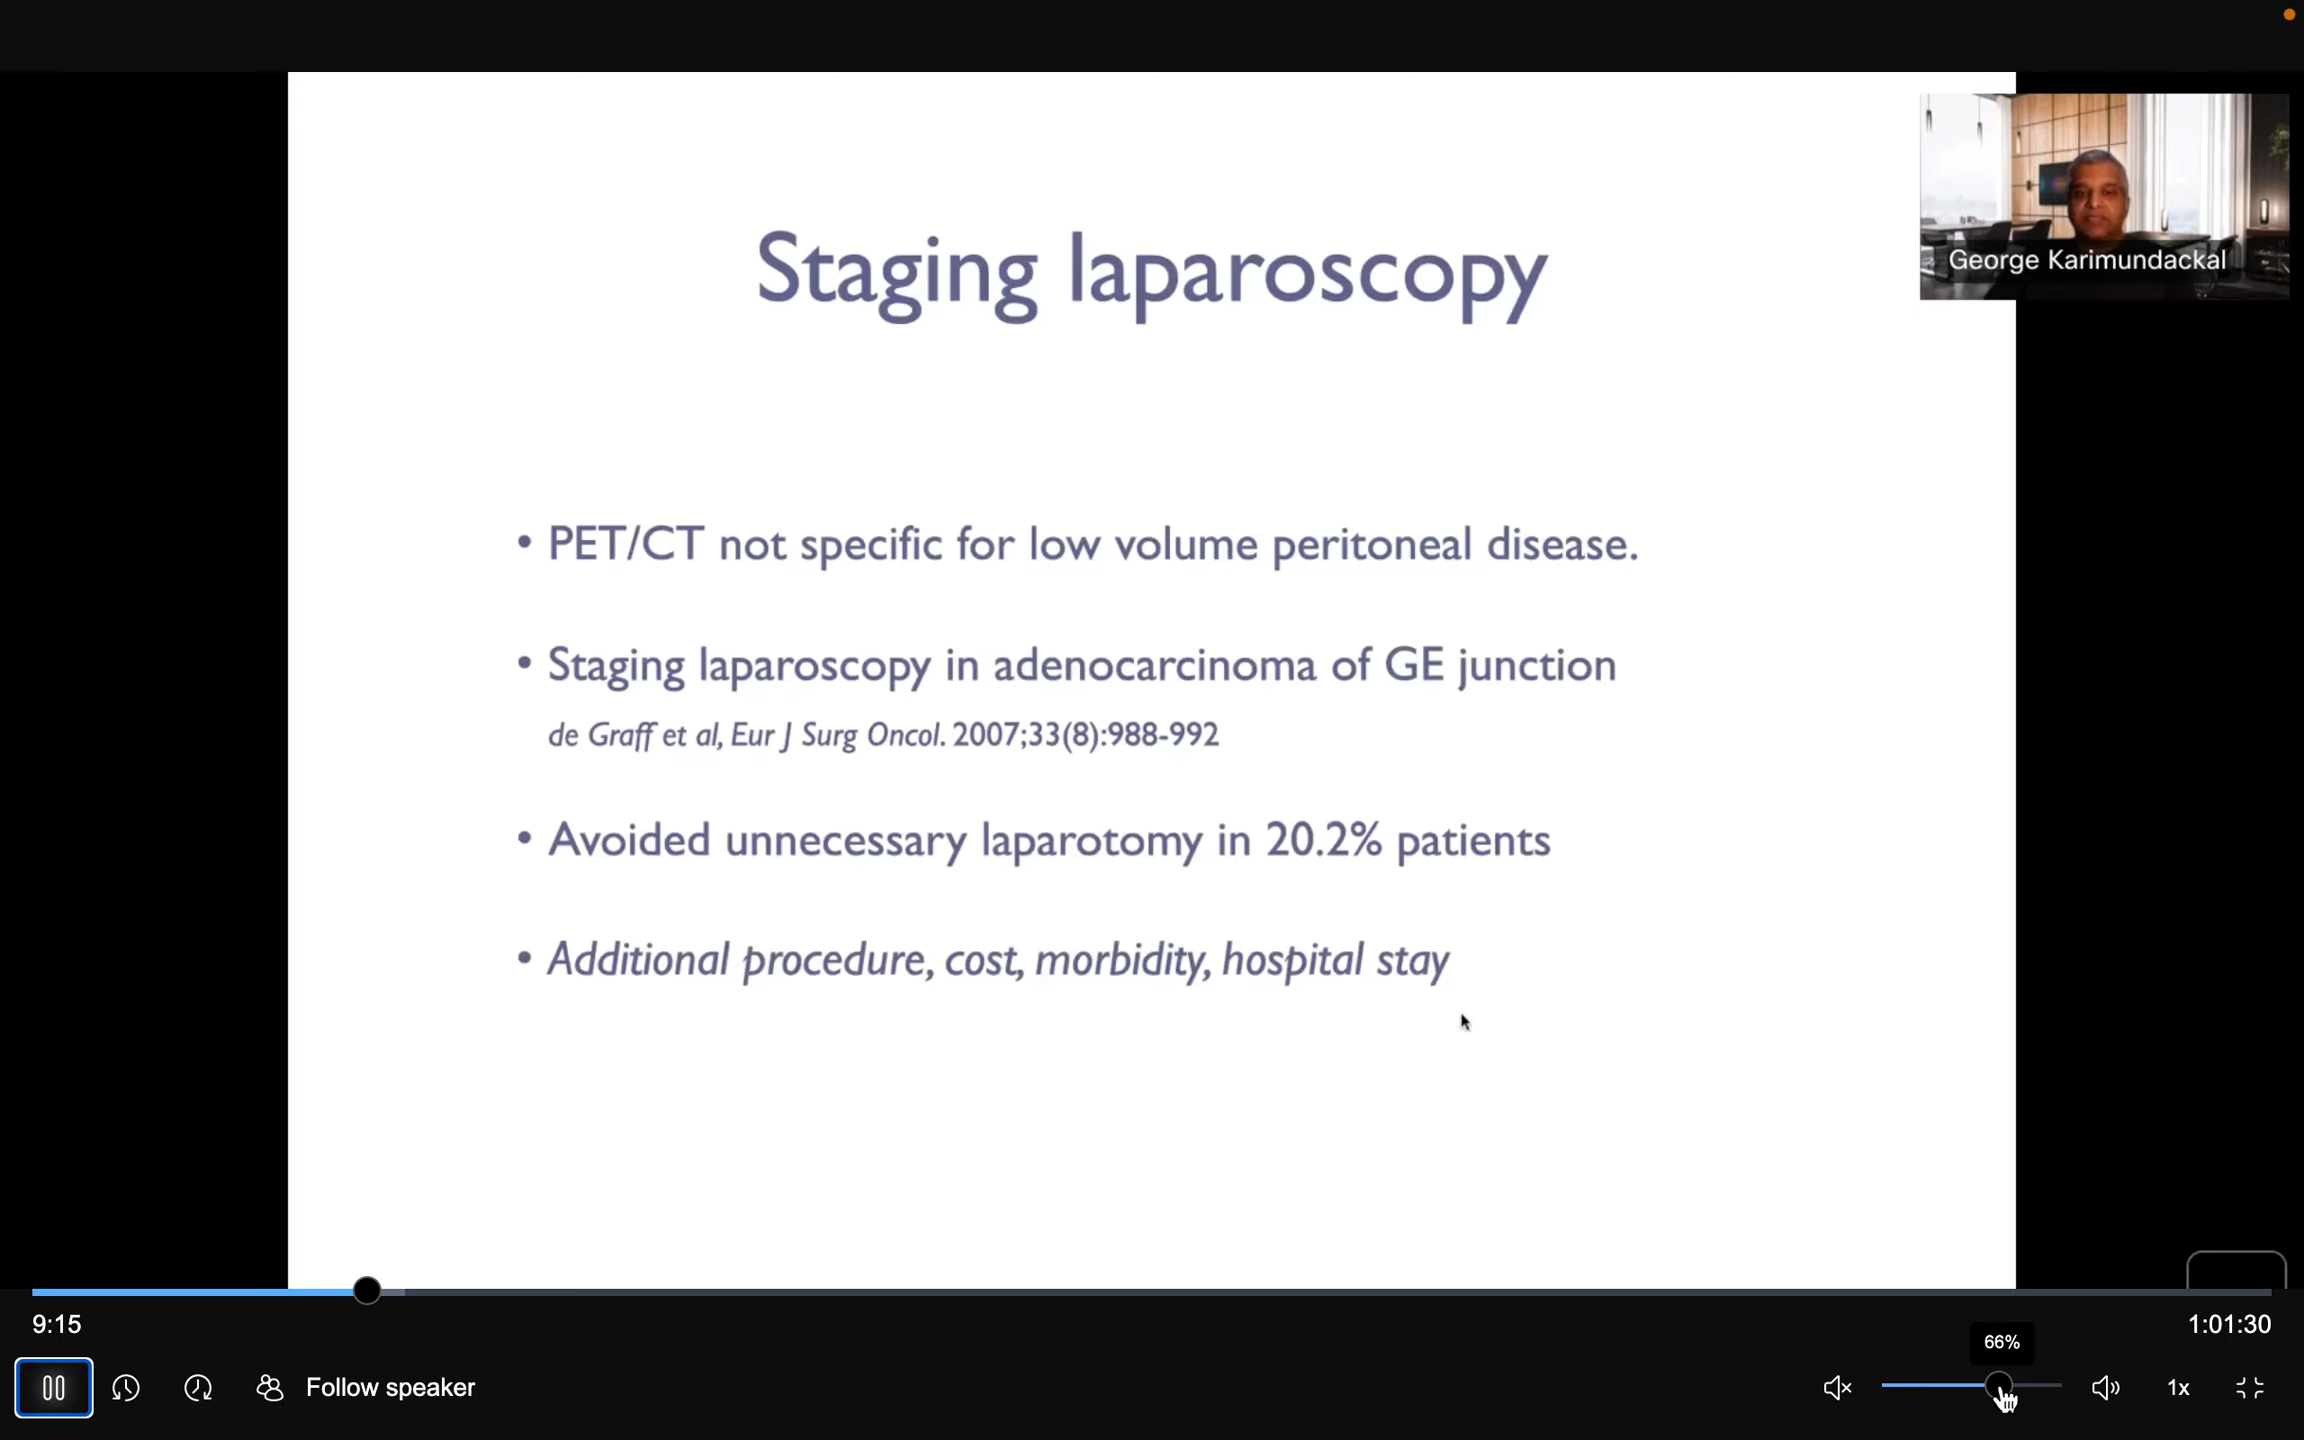 George Karimundackal
Staging laparoscopy
• PET/CT not specific for low volume peritoneal disease.
• Staging laparoscopy in adenocarcinoma of GE junction
de Graff et al, Eur J Surg Oncol. 2007;33(8):988-992
• Avoided unnecessary laparotomy in 20.2% patients
• Additional procedure, cost, morbidity, hospital stay
9:15
1:01:30
66%
Follow speaker
1x